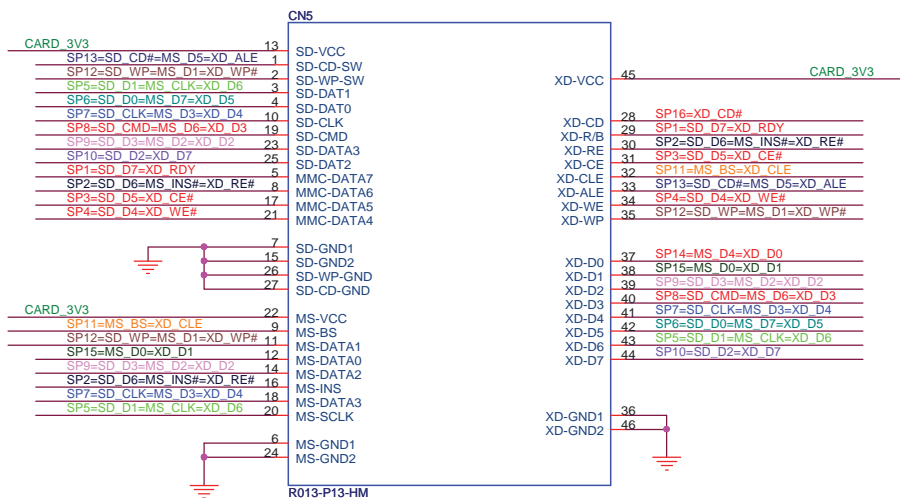 CN5
CARD_3V3 13 SD-VCC
SP13=SD_CD#=MS_D5=XD_ALE 1 SD-CD-SW
SP12=SD_WP=MS_D1=XD_WP# 2 SD-WP-SW
SP5=SD_D1=MS_CLK=XD_D6 3 SD-DAT1
SP6=SD_D0=MS_D7=XD_D5 4 SD-DAT0
SP7=SD_CLK=MS_D3=XD_D4 10 SD-CLK
SP8=SD_CMD=MS_D6=XD_D3 19 SD-CMD
SP9=SD_D3=MS_D2=XD_D2 23 SD-DATA3
SP10=SD_D2=XD_D7 25 SD-DAT2
SP1=SD_D7=XD_RDY 5 MMC-DATA7
SP2=SD_D6=MS_INS#=XD_RE# 8 MMC-DATA6
SP3=SD_D5=XD_CE# 17 MMC-DATA5
SP4=SD_D4=XD_WE# 21 MMC-DATA4
7 SD-GND1
15 SD-GND2
26 SD-WP-GND
27 SD-CD-GND
CARD_3V3 22 MS-VCC
SP11=MS_BS=XD_CLE 9 MS-BS
SP12=SD_WP=MS_D1=XD_WP# 11 MS-DATA1
SP15=MS_D0=XD_D1 12 MS-DATA0
SP9=SD_D3=MS_D2=XD_D2 14 MS-DATA2
SP2=SD_D6=MS_INS#=XD_RE# 16 MS-INS
SP7=SD_CLK=MS_D3=XD_D4 18 MS-DATA3
SP5=SD_D1=MS_CLK=XD_D6 20 MS-SCLK
6 MS-GND1
24 MS-GND2
XD-VCC 45 CARD_3V3
XD-CD 28 SP16=XD_CD#
XD-R/B 29 SP1=SD_D7=XD_RDY
XD-RE 30 SP2=SD_D6=MS_INS#=XD_RE#
XD-CE 31 SP3=SD_D5=XD_CE#
XD-CLE 32 SP11=MS_BS=XD_CLE
XD-ALE 33 SP13=SD_CD#=MS_D5=XD_ALE
XD-WE 34 SP4=SD_D4=XD_WE#
XD-WP 35 SP12=SD_WP=MS_D1=XD_WP#
XD-D0 37 SP14=MS_D4=XD_D0
XD-D1 38 SP15=MS_D0=XD_D1
XD-D2 39 SP9=SD_D3=MS_D2=XD_D2
XD-D3 40 SP8=SD_CMD=MS_D6=XD_D3
XD-D4 41 SP7=SD_CLK=MS_D3=XD_D4
XD-D5 42 SP6=SD_D0=MS_D7=XD_D5
XD-D6 43 SP5=SD_D1=MS_CLK=XD_D6
XD-D7 44 SP10=SD_D2=XD_D7
XD-GND1 36
XD-GND2 46
R013-P13-HM